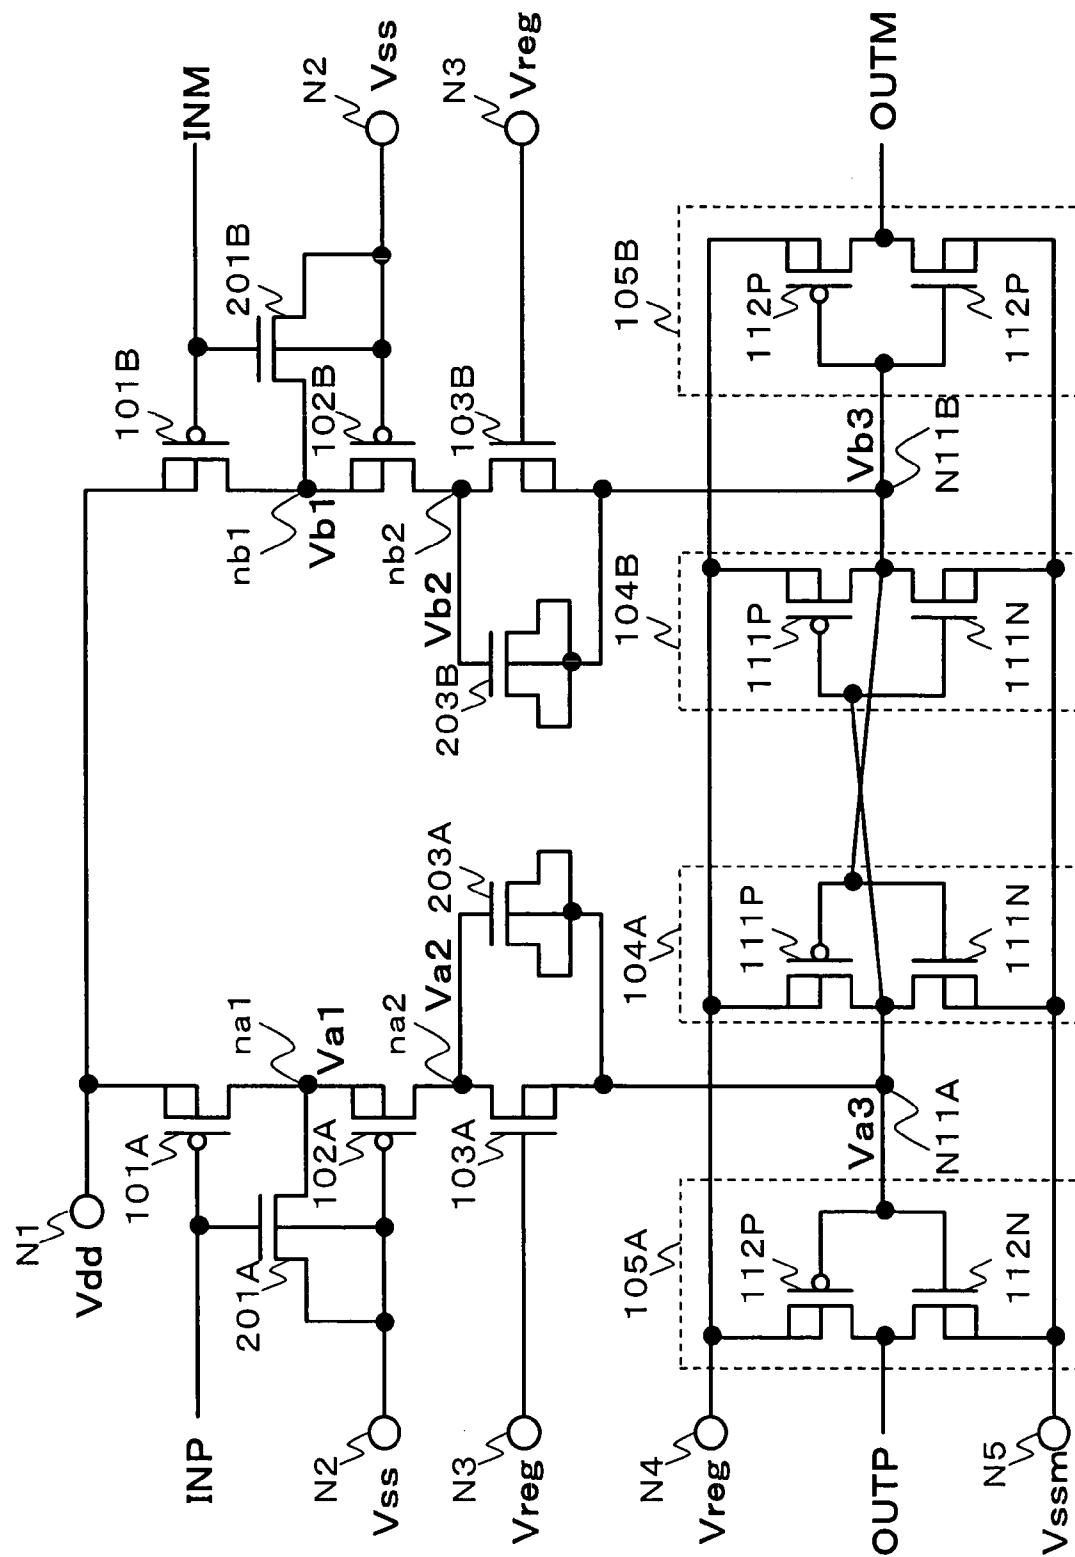 N1
Vdd
INP
INM
101A
101B
201A
201B
na1
nb1
Va1
Vb1
102A
102B
N2
N2
Vss
Vss
na2
nb2
Va2
Vb2
203A
203B
103A
103B
N3
N3
Vreg
Vreg
105A
104A
104B
105B
N4
Vreg
112P
111P
111P
112P
Va3
Vb3
OUTP
OUTM
N11A
N11B
N5
112N
111N
111N
112P
Vssm